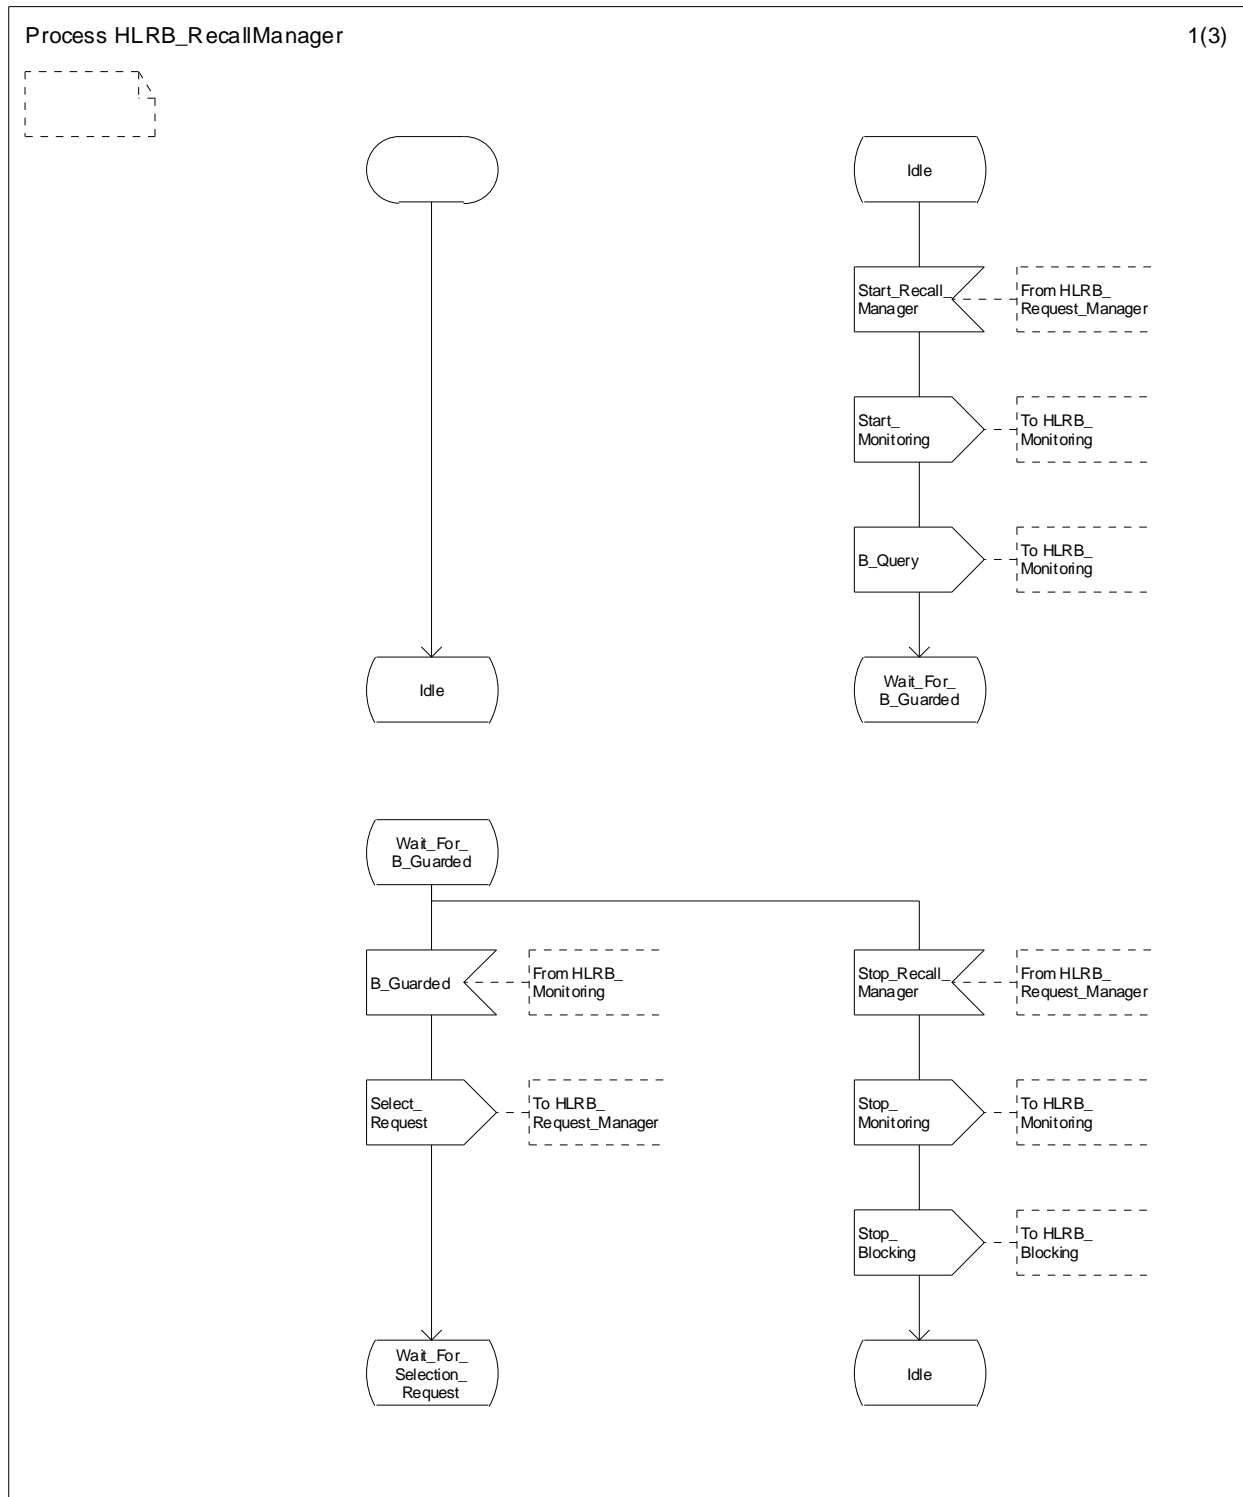 Process HLRB_RecallManager
1(3)
Idle
Start_Recall_
Manager
From HLRB_
Request_Manager
Start_
Monitoring
To HLRB_
Monitoring
B_Query
To HLRB_
Monitoring
Idle
Wait_For_
B_Guarded
Wait_For_
B_Guarded
B_Guarded
From HLRB_
Monitoring
Stop_Recall_
Manager
From HLRB_
Request_Manager
Select_
Request
To HLRB_
Request_Manager
Stop_
Monitoring
To HLRB_
Monitoring
Stop_
Blocking
To HLRB_
Blocking
Wait_For_
Selection_
Request
Idle